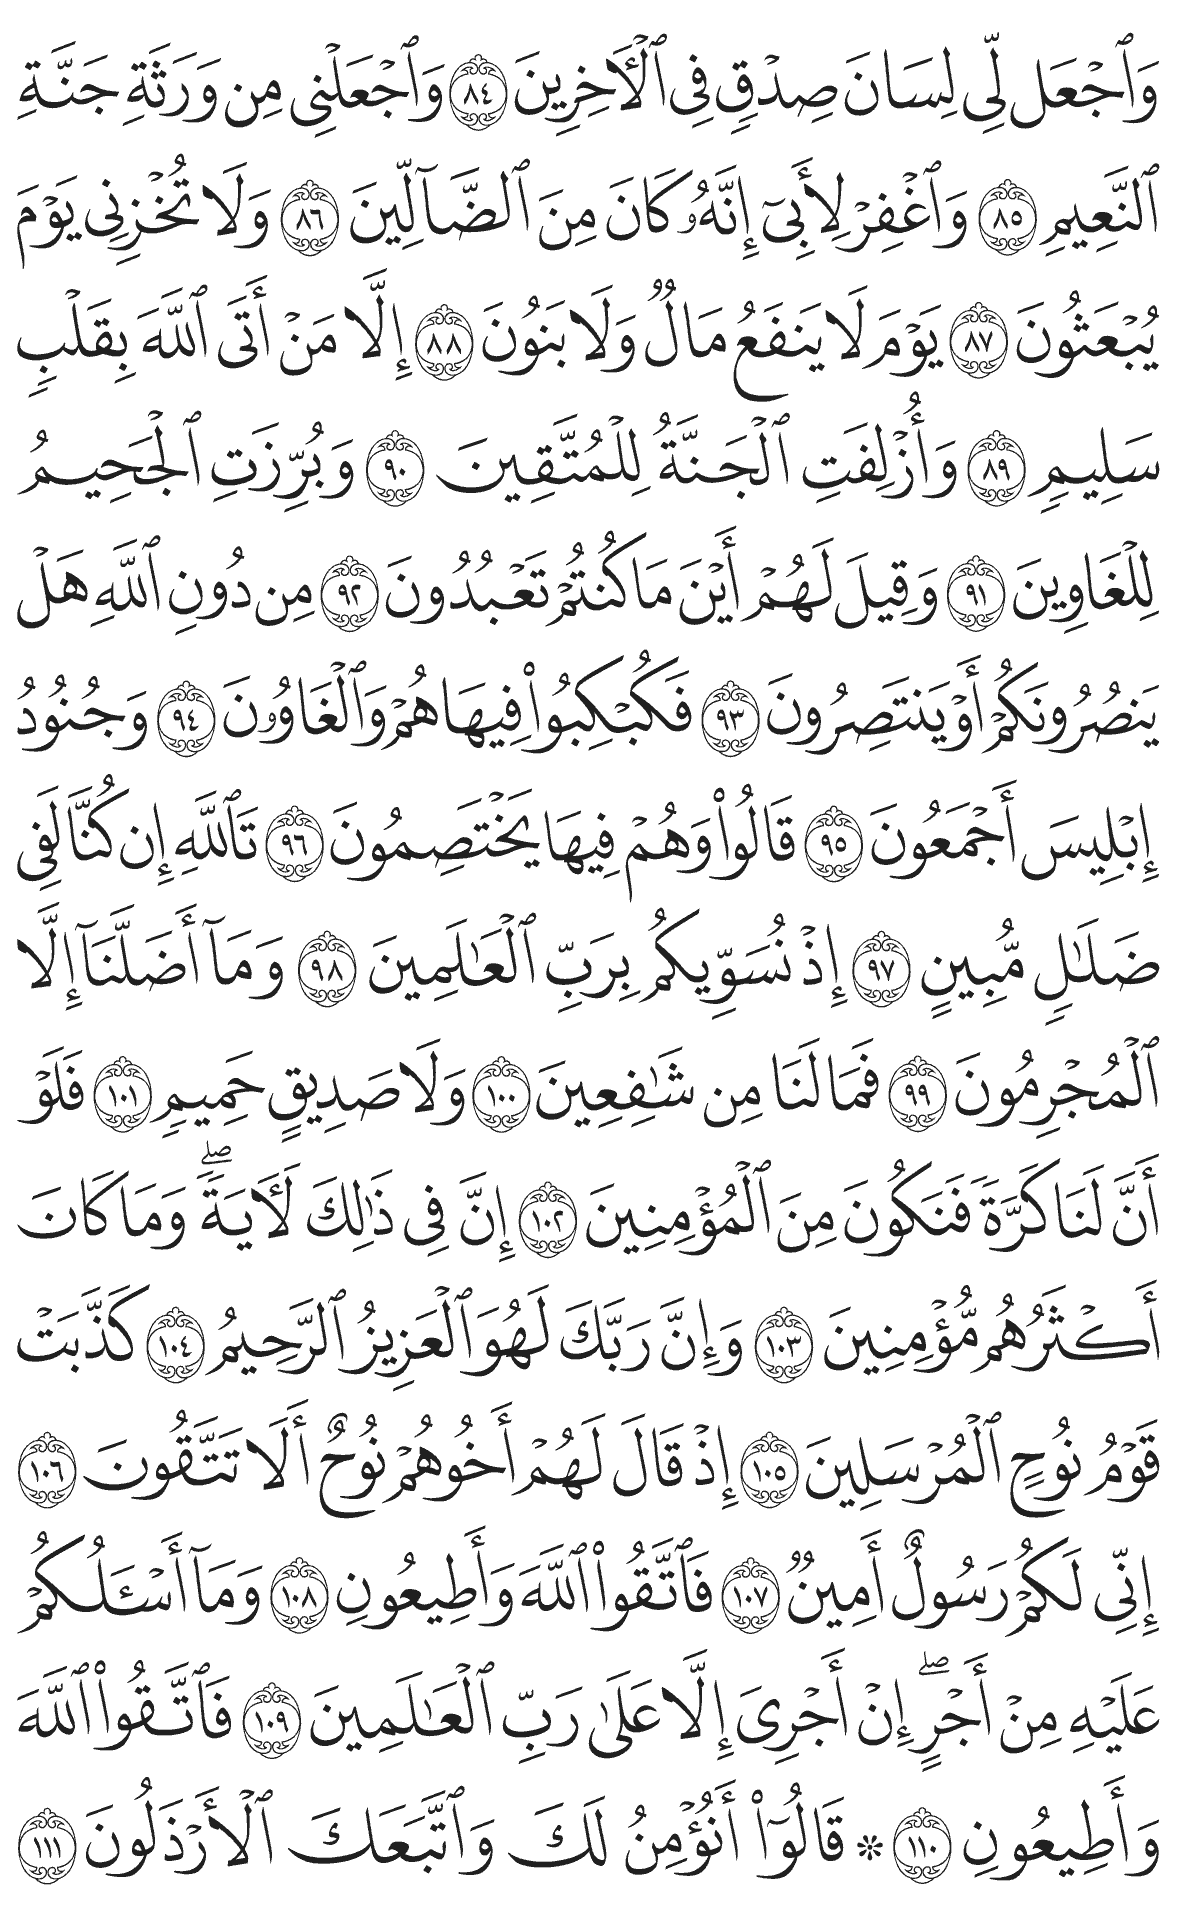 وَٱجۡعَل لِّي لِسَانَ صِدۡقٖ فِي ٱلۡأٓخِرِينَ ٨٤ وَٱجۡعَلۡنِي مِن وَرَثَةِ جَنَّةِ
ٱلنَّعِيمِ ٨٥ وَٱغۡفِرۡ لِأَبِيٓ إِنَّهُۥ كَانَ مِنَ ٱلضَّآلِّينَ ٨٦ وَلَا تُخۡزِنِي يَوۡمَ
يُبۡعَثُونَ ٨٧ يَوۡمَ لَا يَنفَعُ مَالٞ وَلَا بَنُونَ ٨٨ إِلَّا مَنۡ أَتَى ٱللَّهَ بِقَلۡبٖ
سَلِيمٖ ٨٩ وَأُزۡلِفَتِ ٱلۡجَنَّةُ لِلۡمُتَّقِينَ ٩٠ وَبُرِّزَتِ ٱلۡجَحِيمُ
لِلۡغَاوِينَ ٩١ وَقِيلَ لَهُمۡ أَيۡنَ مَا كُنتُمۡ تَعۡبُدُونَ ٩٢ مِن دُونِ ٱللَّهِ هَلۡ
يَنصُرُونَكُمۡ أَوۡ يَنتَصِرُونَ ٩٣ فَكُبۡكِبُواْ فِيهَا هُمۡ وَٱلۡغَاوُۥنَ ٩٤ وَجُنُودُ
إِبۡلِيسَ أَجۡمَعُونَ ٩٥ قَالُواْ وَهُمۡ فِيهَا يَخۡتَصِمُونَ ٩٦ تَٱللَّهِ إِن كُنَّا لَفِي
ضَلَٰلٖ مُّبِينٍ ٩٧ إِذۡ نُسَوِّيكُم بِرَبِّ ٱلۡعَٰلَمِينَ ٩٨ وَمَآ أَضَلَّنَآ إِلَّا
ٱلۡمُجۡرِمُونَ ٩٩ فَمَا لَنَا مِن شَٰفِعِينَ ١٠٠ وَلَا صَدِيقٍ حَمِيمٖ ١٠١ فَلَوۡ
أَنَّ لَنَا كَرَّةٗ فَنَكُونَ مِنَ ٱلۡمُؤۡمِنِينَ ١٠٢ إِنَّ فِي ذَٰلِكَ لَأٓيَةٗۖ وَمَا كَانَ
أَكۡثَرُهُم مُّؤۡمِنِينَ ١٠٣ وَإِنَّ رَبَّكَ لَهُوَ ٱلۡعَزِيزُ ٱلرَّحِيمُ ١٠٤ كَذَّبَتۡ
قَوۡمُ نُوحٍ ٱلۡمُرۡسَلِينَ ١٠٥ إِذۡ قَالَ لَهُمۡ أَخُوهُمۡ نُوحٌ أَلَا تَتَّقُونَ ١٠٦
إِنِّي لَكُمۡ رَسُولٌ أَمِينٞ ١٠٧ فَٱتَّقُواْ ٱللَّهَ وَأَطِيعُونِ ١٠٨ وَمَآ أَسۡـَٔلُكُمۡ
عَلَيۡهِ مِنۡ أَجۡرٍۖ إِنۡ أَجۡرِيَ إِلَّا عَلَىٰ رَبِّ ٱلۡعَٰلَمِينَ ١٠٩ فَٱتَّقُواْ ٱللَّهَ
وَأَطِيعُونِ ١١٠ ۞ قَالُوٓاْ أَنُؤۡمِنُ لَكَ وَٱتَّبَعَكَ ٱلۡأَرۡذَلُونَ ١١١